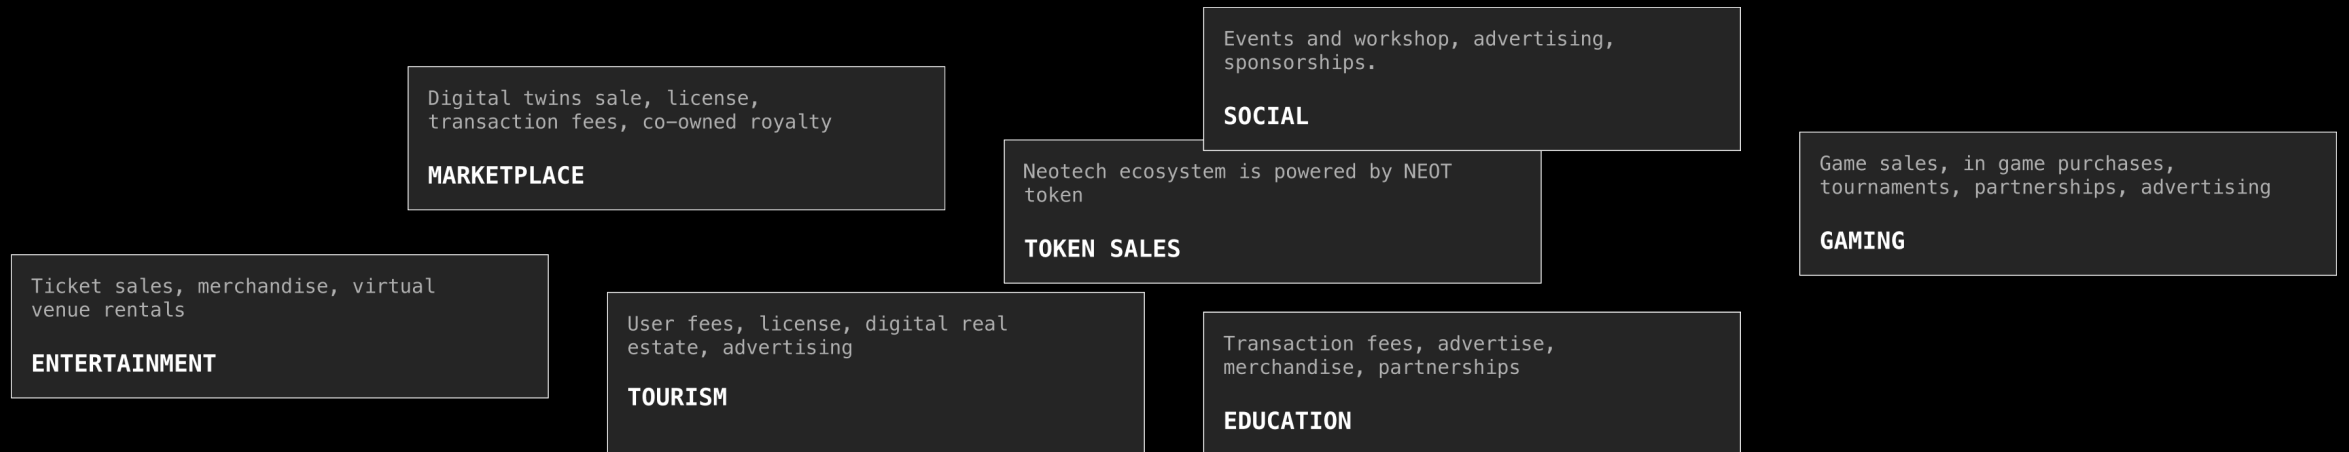 Events and workshop, advertising,
sponsorships.
SOCIAL
Digital twins sale, license,
transaction fees, co-owned royalty
MARKETPLACE
Neotech ecosystem is powered by NEOT
token
TOKEN SALES
Game sales, in game purchases,
tournaments, partnerships, advertising
GAMING
Ticket sales, merchandise, virtual
venue rentals
ENTERTAINMENT
User fees, license, digital real
estate, advertising
TOURISM
Transaction fees, advertise,
merchandise, partnerships
EDUCATION